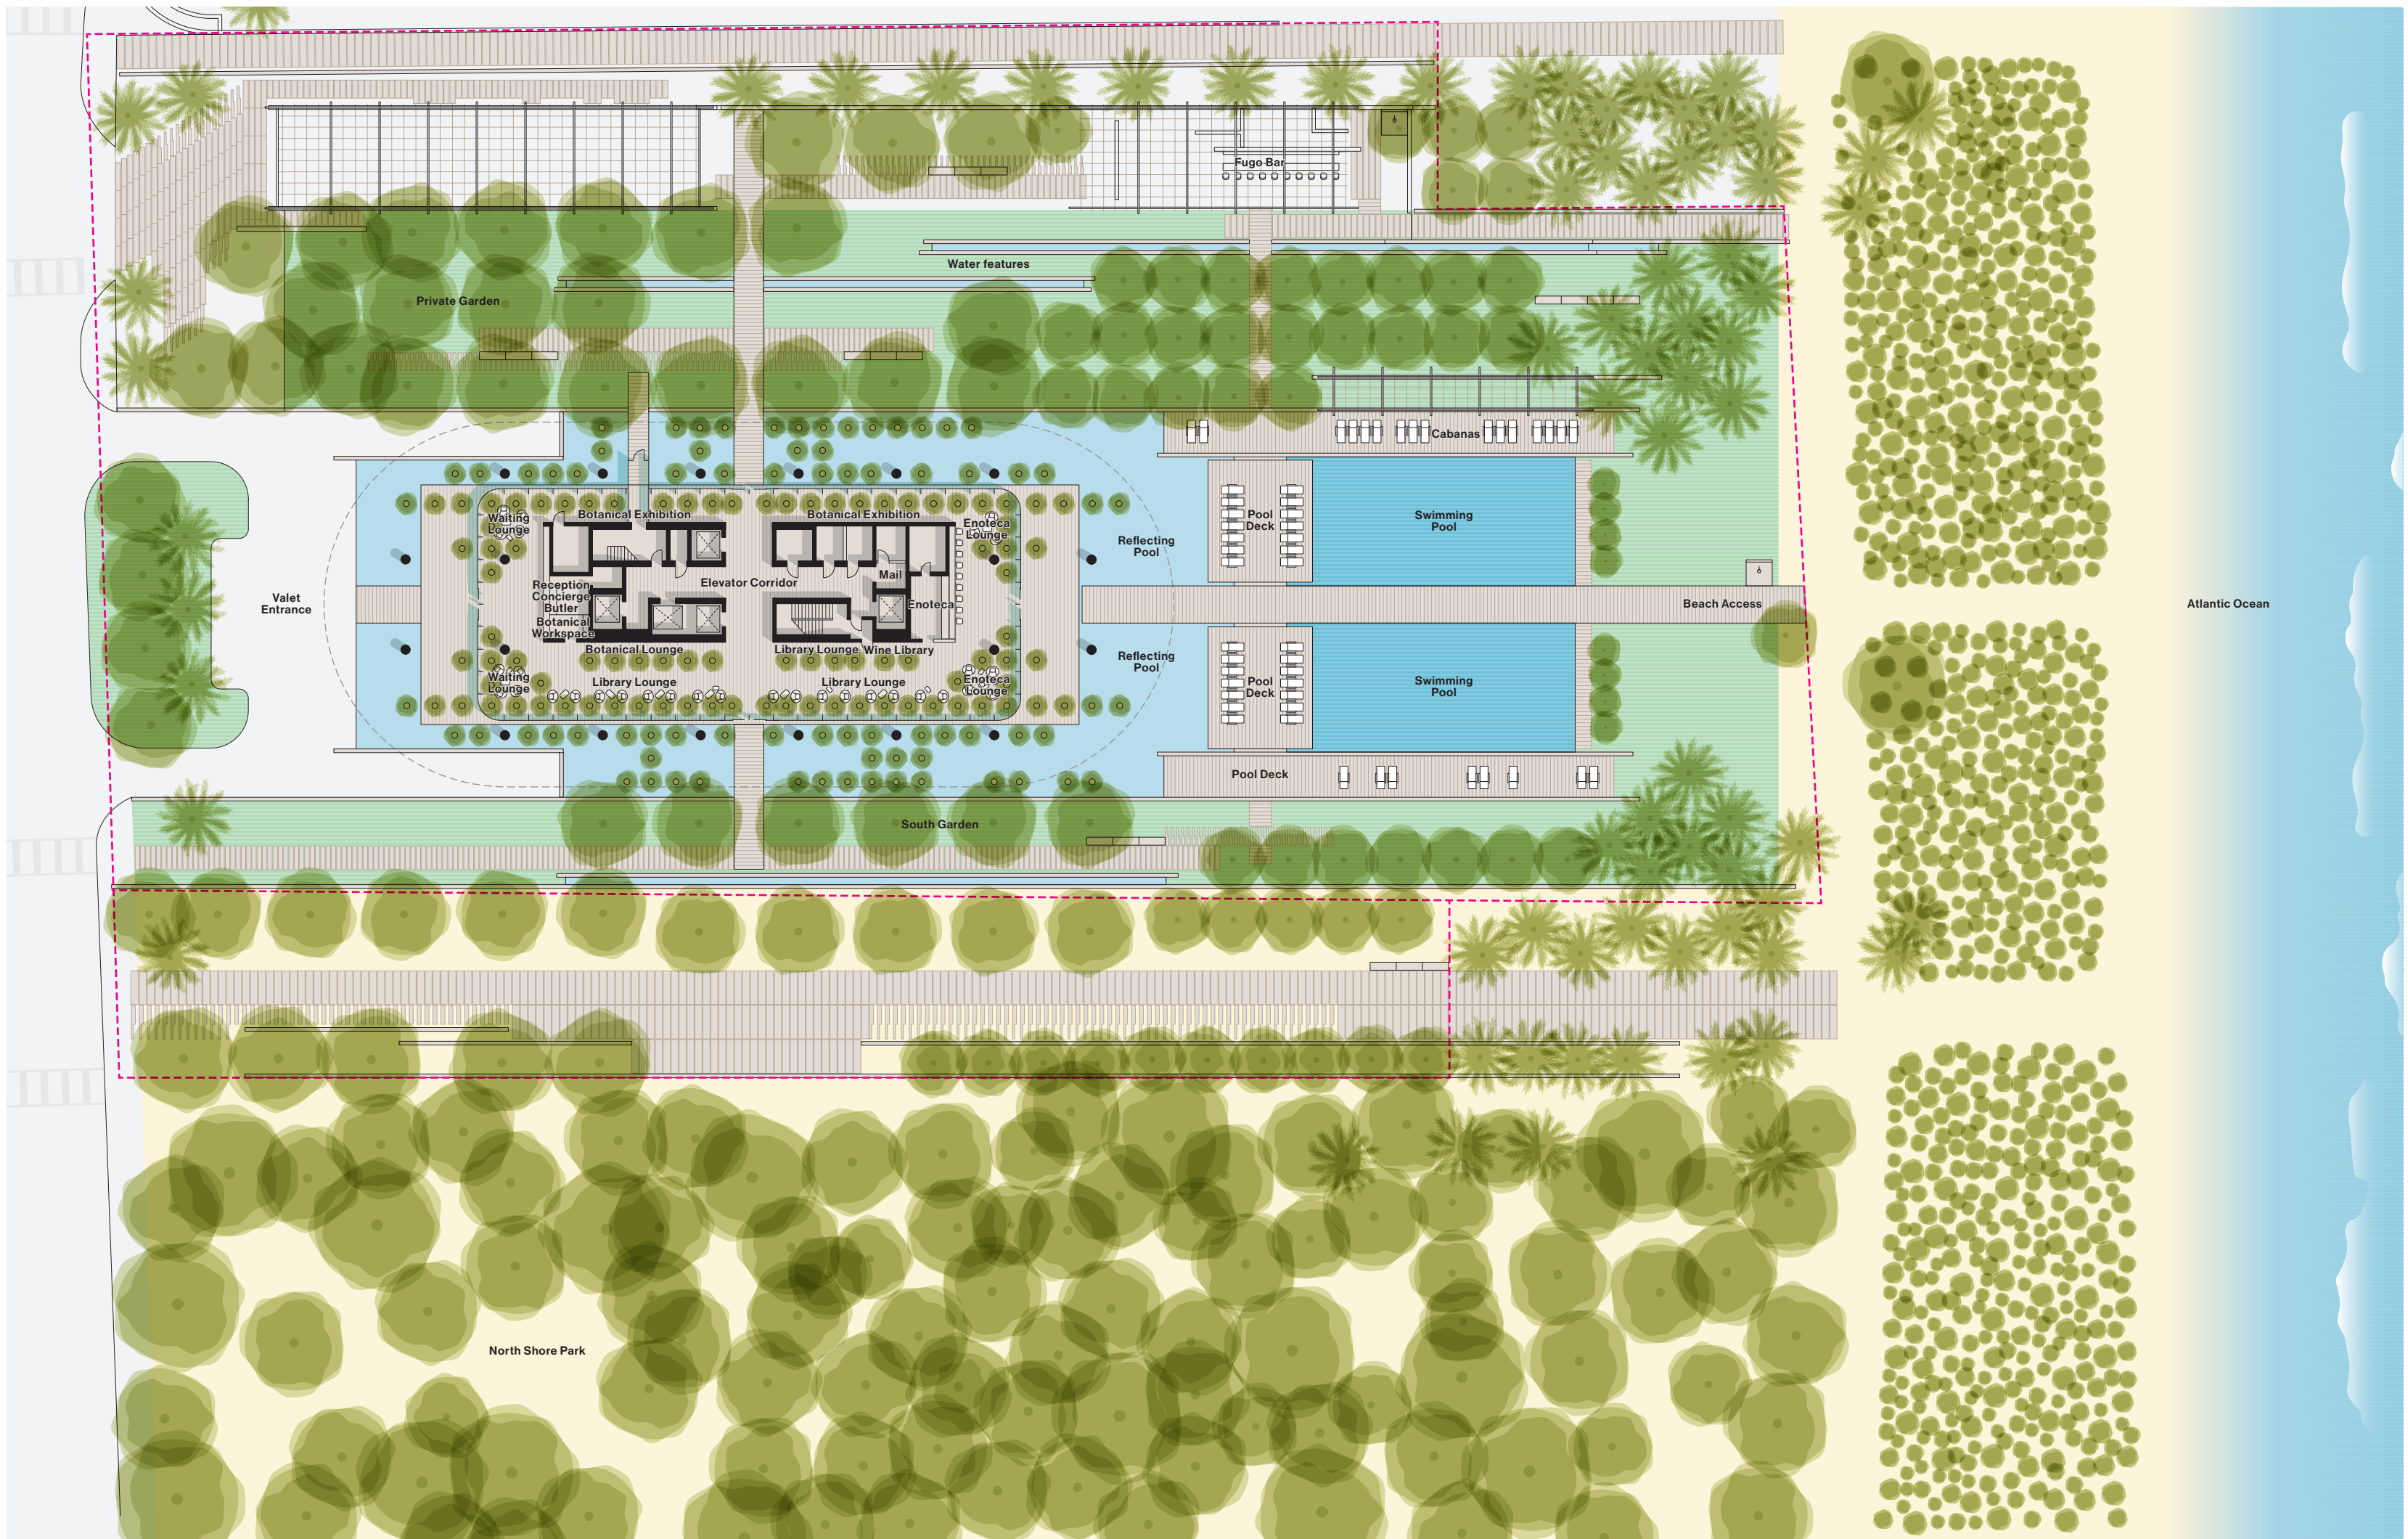 Fugo Bar
Water features
Private Garden
Cabanas
Waiting
Lounge
Botanical Exhibition
Botanical Exhibition
Enoteca
Lounge
Pool
Deck
Swimming
Pool
Reflecting
Pool
Mail
Elevator Corridor
Reception
Concierge
Butler
Botanical
Workspace
Enoteca
Valet
Entrance
Beach Access
Atlantic Ocean
Botanical Lounge
Library Lounge
Wine Library
Reflecting
Pool
Waiting
Lounge
Library Lounge
Library Lounge
Enoteca
Lounge
Pool
Deck
Swimming
Pool
Pool Deck
South Garden
North Shore Park